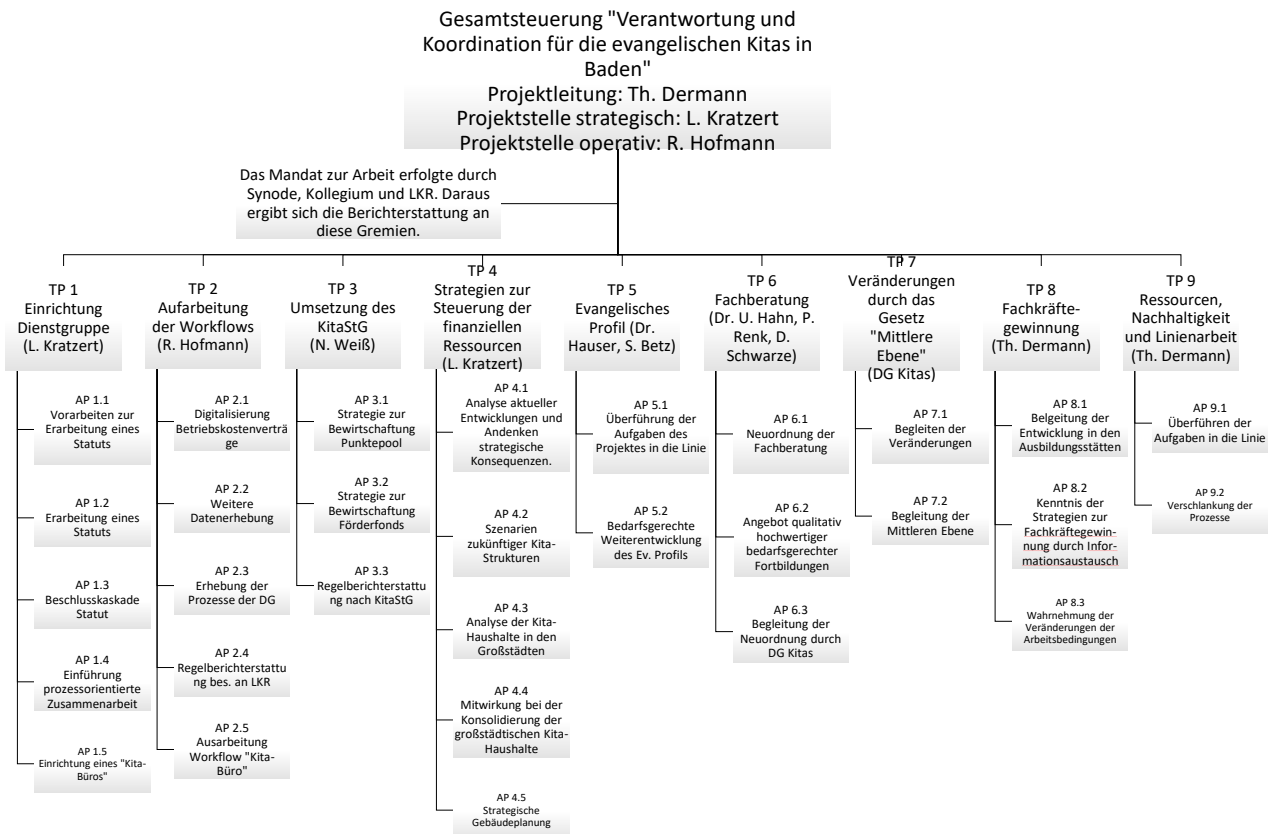 Gesamtsteuerung "Verantwortung und
Koordination für die evangelischen Kitas in
Baden"
Projektleitung: Th. Dermann
Projektstelle strategisch: L. Kratzert
Projektstelle operativ: R. Hofmann
Das Mandat zur Arbeit erfolgte durch
Synode, Kollegium und LKR. Daraus
ergibt sich die Berichterstattung an
diese Gremien.
TP 1
Einrichtung
Dienstgruppe
(L. Kratzert)
AP 1.1
Vorarbeiten zur
Erarbeitung eines
Statuts
AP 1.2
Erarbeitung eines
Statuts
AP 1.3
Beschlusskaskade
Statut
AP 1.4
Einführung
prozessorientierte
Zusammenarbeit
AP 1.5
Einrichtung eines "Kita-
Büros"
TP 2
Aufarbeitung
der Workflows
(R. Hofmann)
AP 2.1
Digitalisierung
Betriebskostenverträ
ge
AP 2.2
Weitere
Datenerhebung
AP 2.3
Erhebung der
Prozesse der DG
AP 2.4
Regelberichterstattu
ng bes. an LKR
AP 2.5
Ausarbeitung
Workflow "Kita-
Büro"
TP 3
Umsetzung des
KitaStG
(N. Weiß)
AP 3.1
Strategie zur
Bewirtschaftung
Punktepool
AP 3.2
Strategie zur
Bewirtschaftung
Förderfonds
AP 3.3
Regelberichterstattu
ng nach KitaStG
TP 4
Strategien zur
Steuerung der
finanziellen
Ressourcen
(L. Kratzert)
AP 4.1
Analyse aktueller
Entwicklungen und
Andenken
strategische
Konsequenzen.
AP 4.2
Szenarien
zukünftiger Kita-
Strukturen
AP 4.3
Analyse der Kita-
Haushalte in den
Großstädten
AP 4.4
Mitwirkung bei der
Konsolidierung der
großstädtischen Kita-
Haushalte
AP 4.5
Strategische
Gebäudeplanung
TP 5
Evangelisches
Profil (Dr.
Hauser, S. Betz)
AP 5.1
Überführung der
Aufgaben des
Projektes in die Linie
AP 5.2
Bedarfsgerechte
Weiterentwicklung
des Ev. Profils
TP 6
Fachberatung
(Dr. U. Hahn, P.
Renk, D.
Schwarze)
AP 6.1
Neuordnung der
Fachberatung
AP 6.2
Angebot qualitativ
hochwertiger
bedarfsgerechter
Fortbildungen
AP 6.3
Begleitung der
Neuordnung durch
DG Kitas
TP 7
Veränderungen
durch das
Gesetz
"Mittlere
Ebene"
(DG Kitas)
AP 7.1
Begleiten der
Veränderungen
AP 7.2
Begleitung der
Mittleren Ebene
TP 8
Fachkräfte-
gewinnung
(Th. Dermann)
AP 8.1
Belgeitung der
Entwicklung in den
Ausbildungsstätten
AP 8.2
Kenntnis der
Strategien zur
Fachkräftegewin-
nung durch Infor-
mationsaustausch
AP 8.3
Wahrnehmung der
Veränderungen der
Arbeitsbedingungen
TP 9
Ressourcen,
Nachhaltigkeit
und Linienarbeit
(Th. Dermann)
AP 9.1
Überführen der
Aufgaben in die Linie
AP 9.2
Verschlankung der
Prozesse